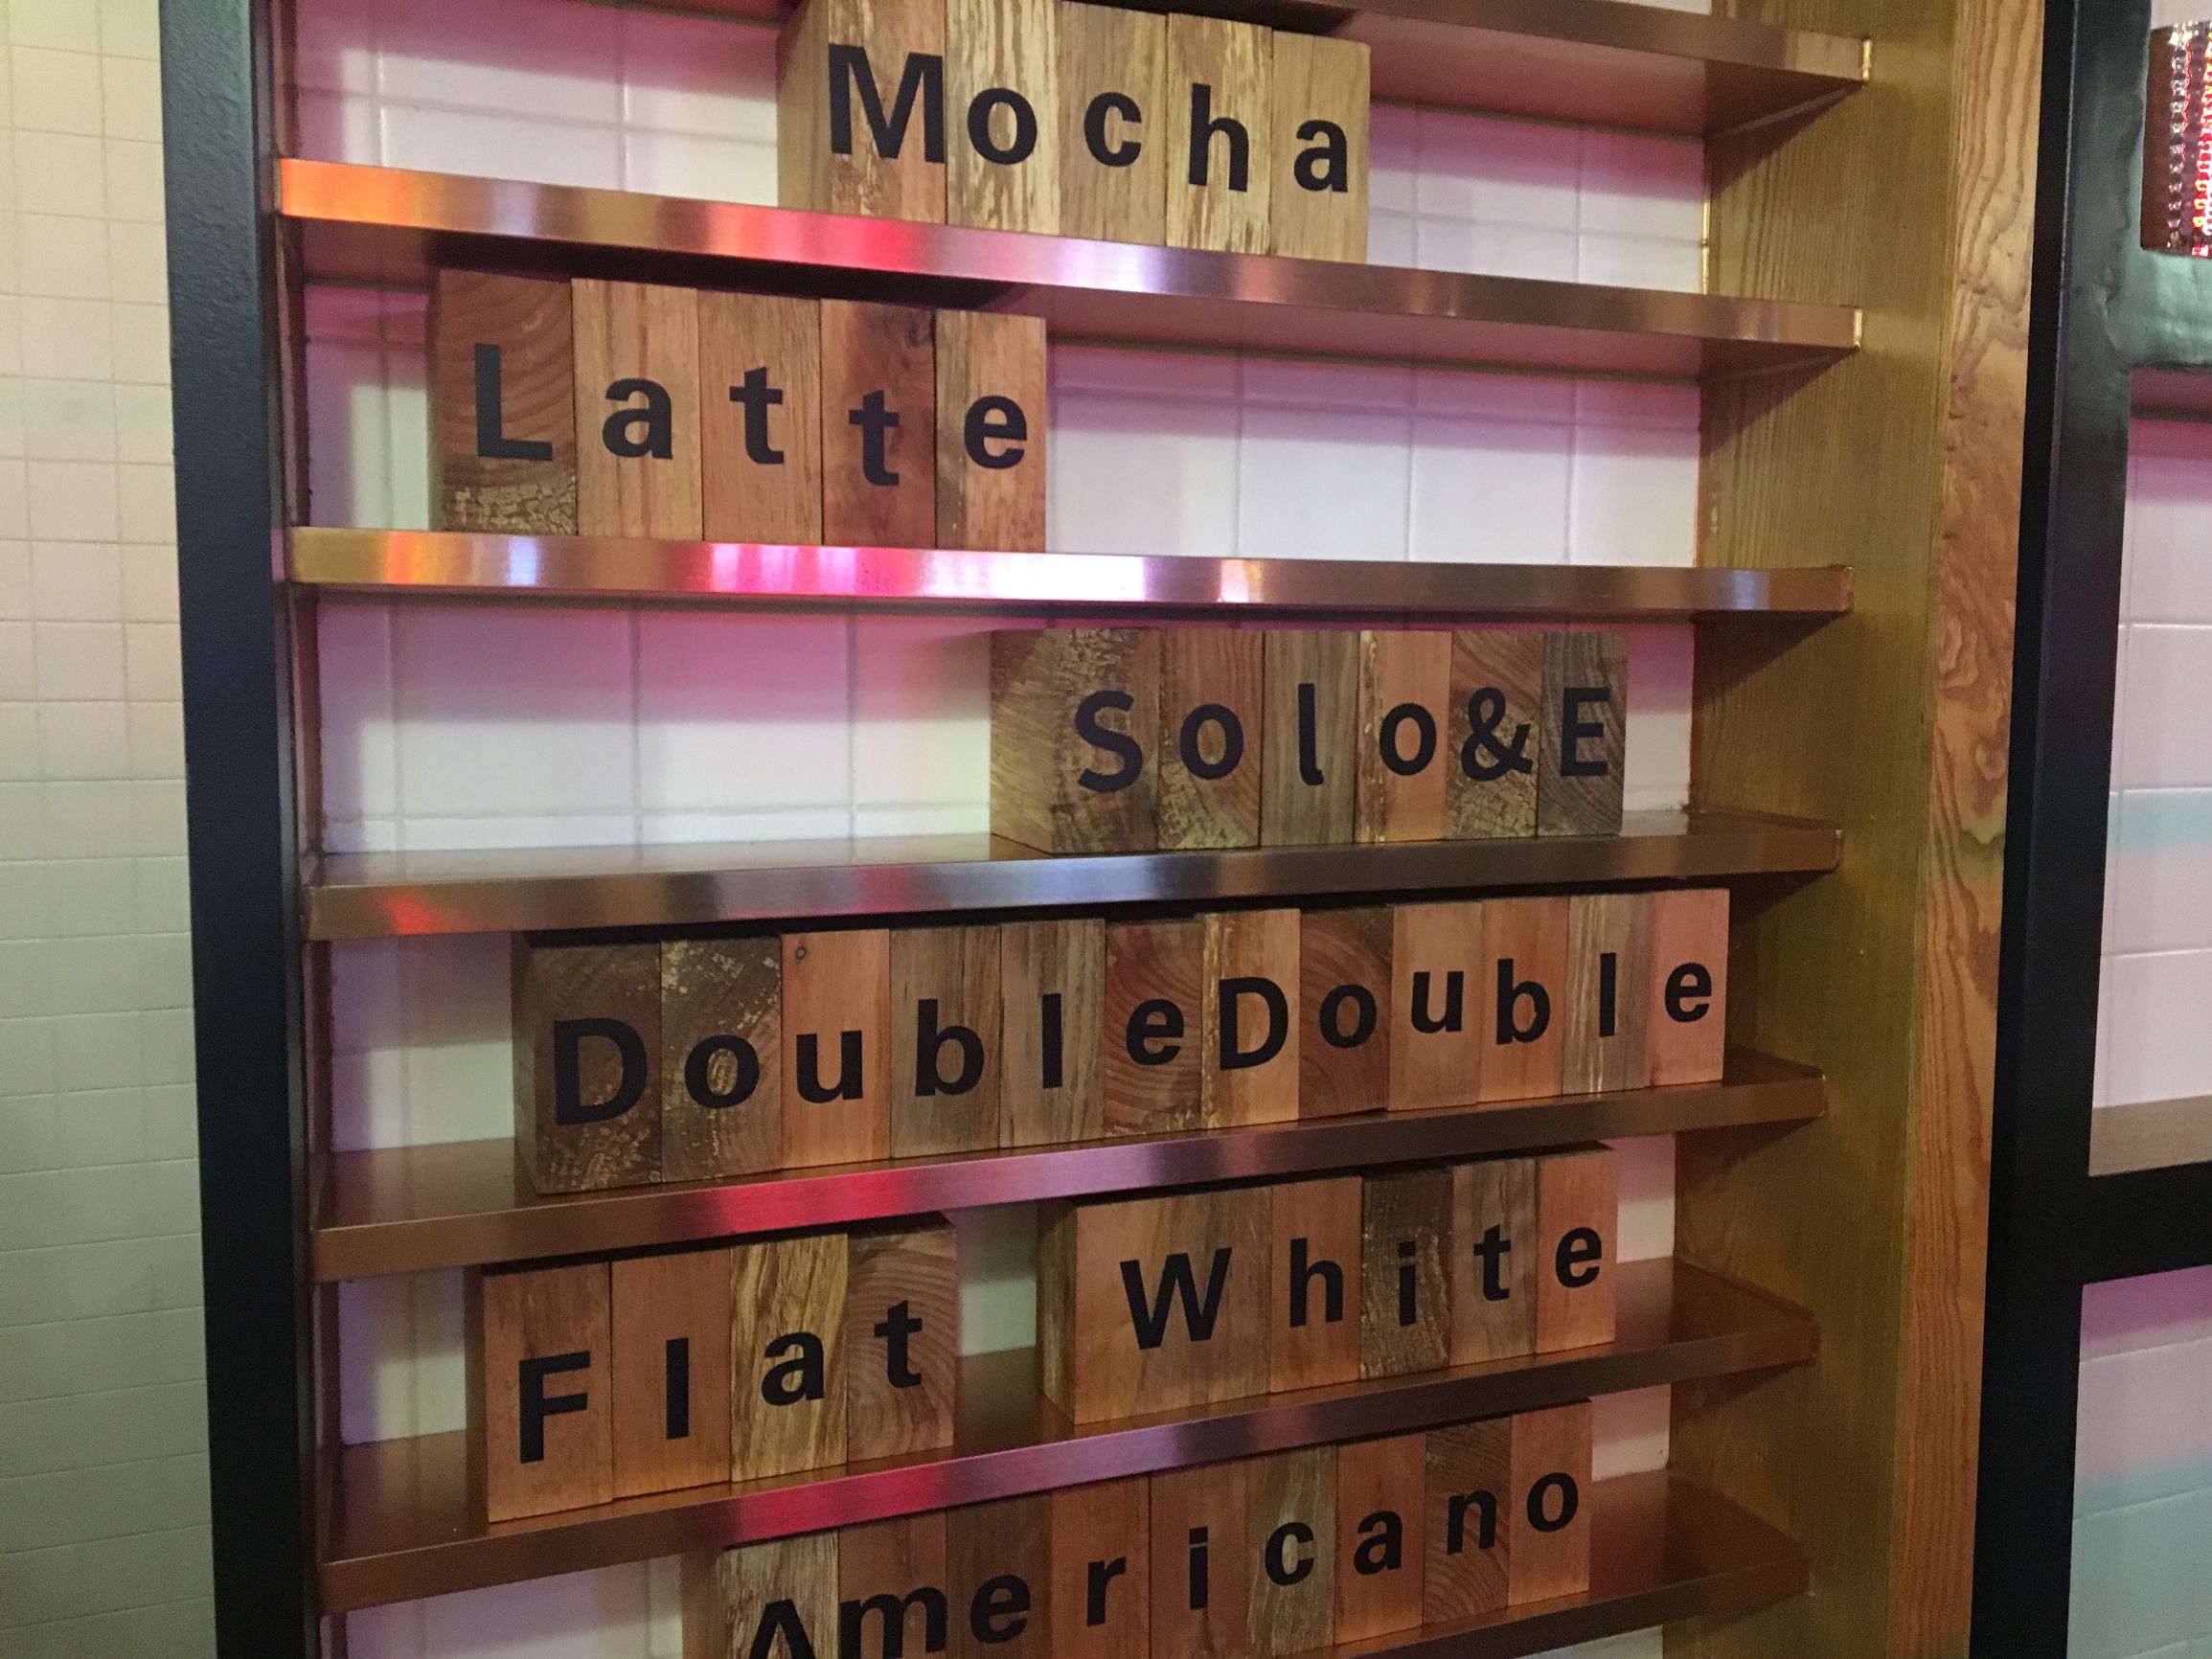 Mocha
Latte
Solo&E
DoubleDouble
Flat White
Americano